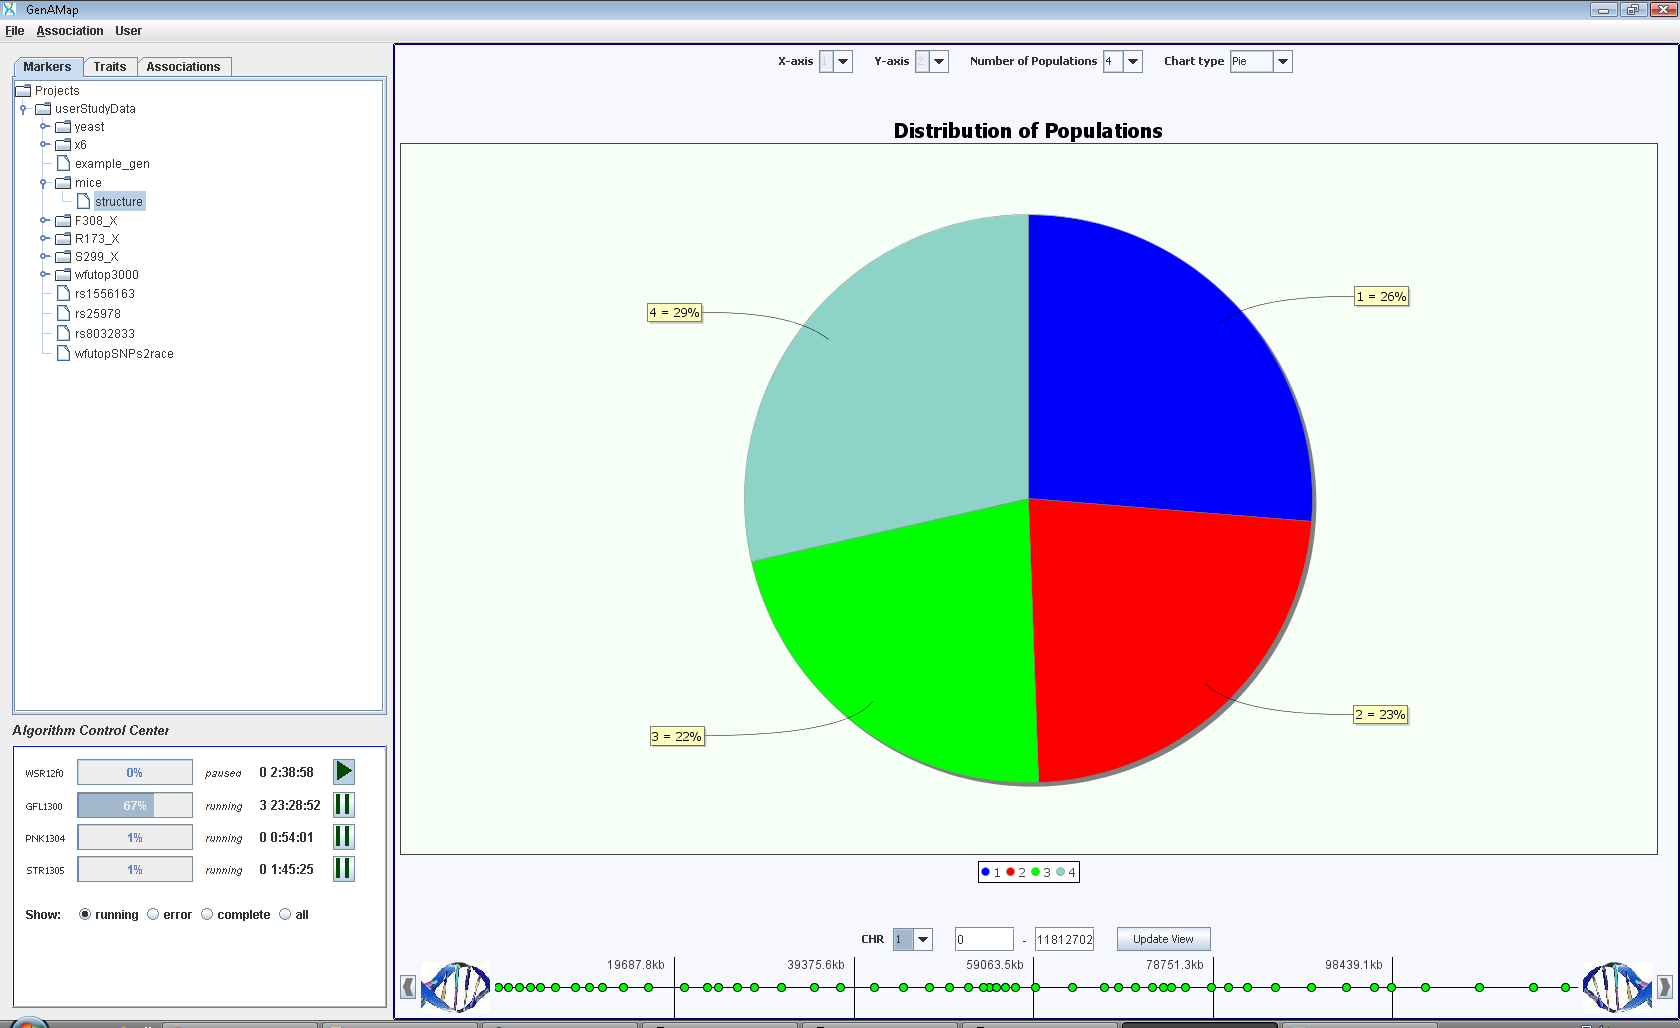 GenAMap
File Association User
Markers Traits Associations
Projects
userStudyData
yeast
x6
example_gen
mice
structure
F308_X
R173_X
S299_X
wfutop3000
rs1556163
rs25978
rs8032833
wfutopSNPs2race
Algorithm Control Center
WSR12f0 0% paused 0 2:38:58
GFL1300 67% running 3 23:28:52
PNK1304 1% running 0 0:54:01
STR1305 1% running 0 1:45:25
Show: running error complete all
X-axis 1 Y-axis 2 Number of Populations 4 Chart type Pie
Distribution of Populations
1 = 26%
4 = 29%
2 = 23%
3 = 22%
1 2 3 4
CHR 1 0 - 11812702 Update View
19687.8kb 39375.6kb 59063.5kb 78751.3kb 98439.1kb